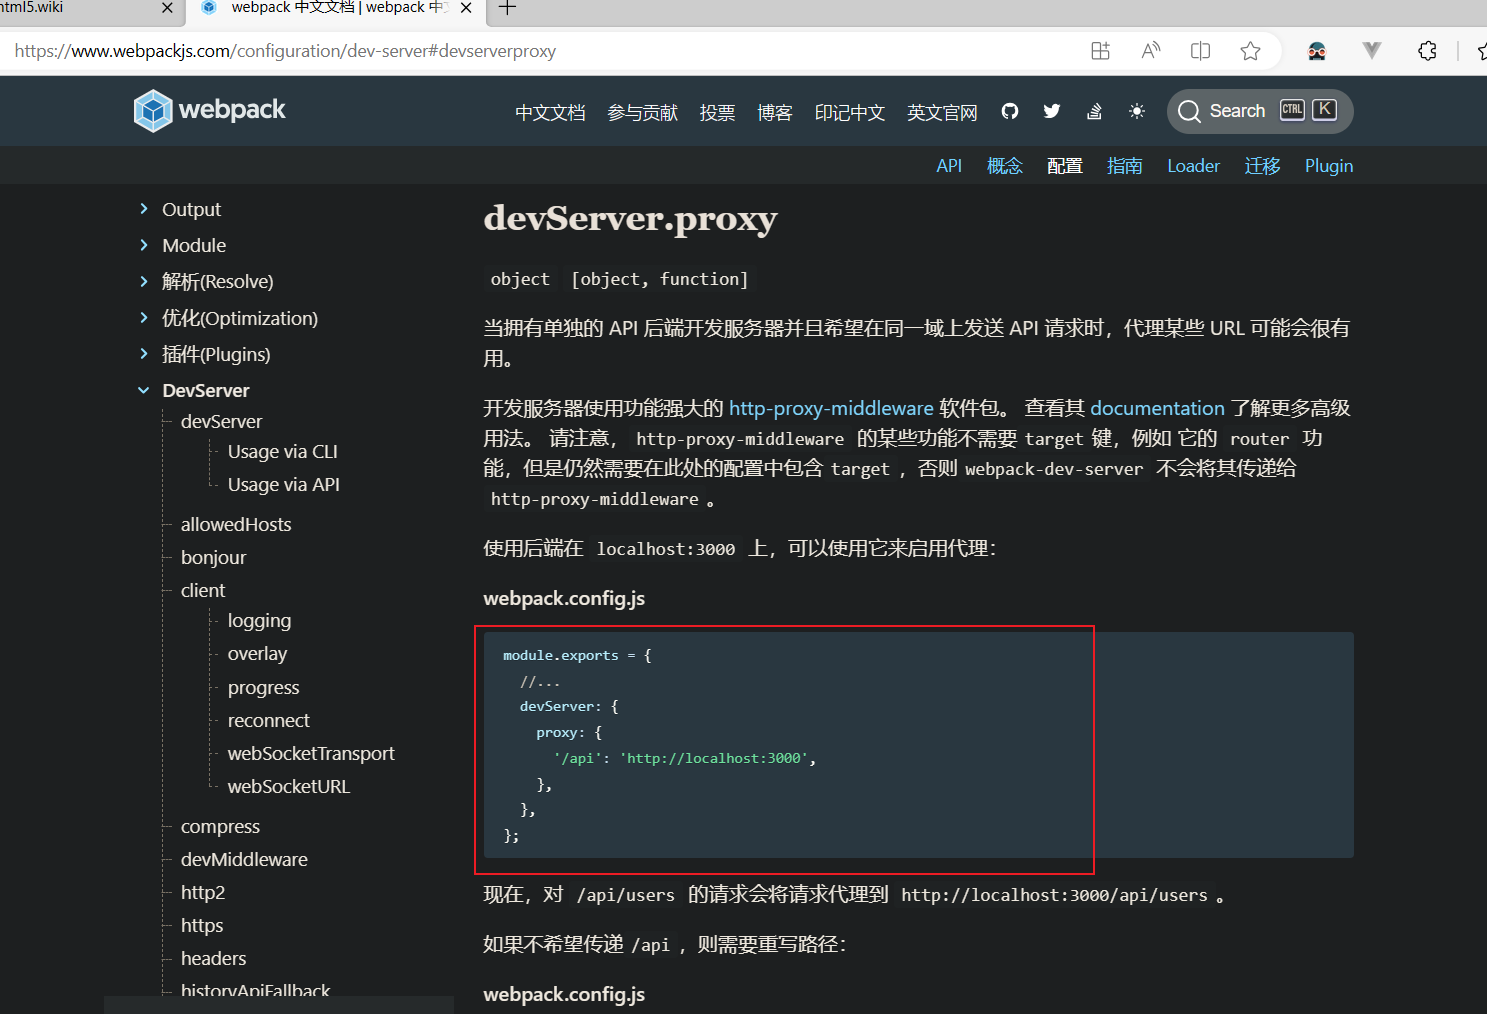 html5.wiki
webpack 中文文档 | webpack 中文
https://www.webpackjs.com/configuration/dev-server#devserverproxy
webpack
中文文档 参与贡献 投票 博客 印记中文 英文官网 Search CTRL K
API 概念 配置 指南 Loader 迁移 Plugin
Output
Module
解析(Resolve)
优化(Optimization)
插件(Plugins)
DevServer
devServer
Usage via CLI
Usage via API
allowedHosts
bonjour
client
logging
overlay
progress
reconnect
webSocketTransport
webSocketURL
compress
devMiddleware
http2
https
headers
historyApiFallback
devServer.proxy
object [object, function]
当拥有单独的 API 后端开发服务器并且希望在同一域上发送 API 请求时，代理某些 URL 可能会很有
用。
开发服务器使用功能强大的 http-proxy-middleware 软件包。 查看其 documentation 了解更多高级
用法。 请注意， http-proxy-middleware 的某些功能不需要 target 键，例如 它的 router 功
能，但是仍然需要在此处的配置中包含 target ，否则 webpack-dev-server 不会将其传递给
http-proxy-middleware 。
使用后端在 localhost:3000 上，可以使用它来启用代理：
webpack.config.js
module.exports = {
//...
devServer: {
proxy: {
'/api': 'http://localhost:3000',
},
},
};
现在，对 /api/users 的请求会将请求代理到 http://localhost:3000/api/users 。
如果不希望传递 /api ，则需要重写路径：
webpack.config.js